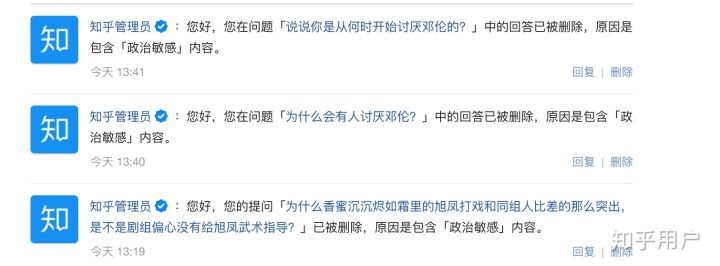 知乎管理员 : 您好，您在问题「说说你是从何时开始讨厌邓伦的？」中的回答已被删除，原因是
包含「政治敏感」内容。
今天 13:41
回复 | 删除
知乎管理员 : 您好，您在问题「为什么会有人讨厌邓伦？」中的回答已被删除，原因是包含「政
治敏感」内容。
今天 13:40
回复 | 删除
知乎管理员 : 您好，您的提问「为什么香蜜沉沉烬如霜里的旭凤打戏和同组人比差的那么突出，
是不是剧组偏心没有给旭凤武术指导？」已被删除，原因是包含「政治敏感」内容。
今天 13:19
回复 | 删除
知
知
知
知乎用户